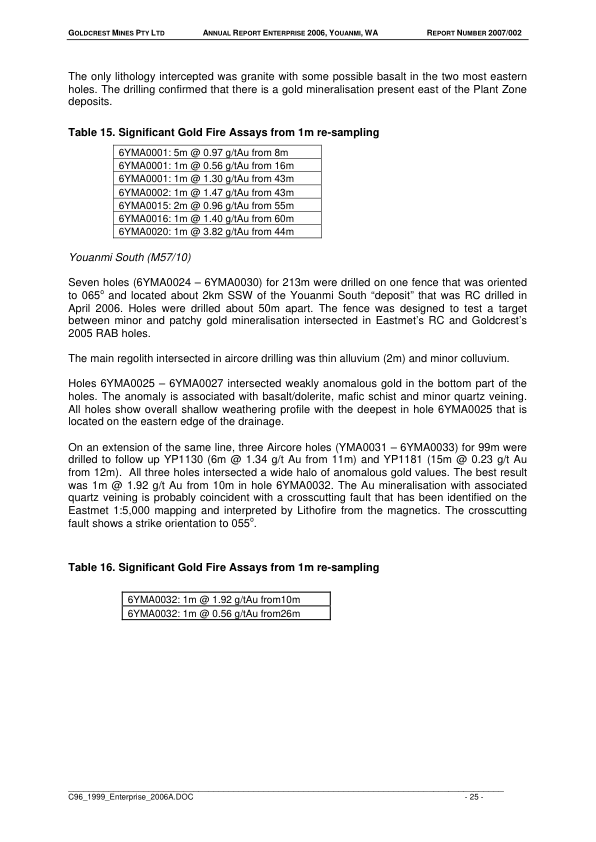 GOLDCREST MINES PTY LTD ANNUAL REPORT ENTERPRISE 2006, YOUANMI, WA REPORT NUMBER 2007/002
The only lithology intercepted was granite with some possible basalt in the two most eastern
holes. The drilling confirmed that there is a gold mineralisation present east of the Plant Zone
deposits.
Table 15. Significant Gold Fire Assays from 1m re-sampling
6YMA0001: 5m @ 0.97 g/tAu from 8m
6YMA0001: 1m @ 0.56 g/tAu from 16m
6YMA0001: 1m @ 1.30 g/tAu from 43m
6YMA0002: 1m @ 1.47 g/tAu from 43m
6YMA0015: 2m @ 0.96 g/tAu from 55m
6YMA0016: 1m @ 1.40 g/tAu from 60m
6YMA0020: 1m @ 3.82 g/tAu from 44m
Youanmi South (M57/10)
Seven holes (6YMA0024 – 6YMA0030) for 213m were drilled on one fence that was oriented
to 065° and located about 2km SSW of the Youanmi South “deposit” that was RC drilled in
April 2006. Holes were drilled about 50m apart. The fence was designed to test a target
between minor and patchy gold mineralisation intersected in Eastmet’s RC and Goldcrest’s
2005 RAB holes.
The main regolith intersected in aircore drilling was thin alluvium (2m) and minor colluvium.
Holes 6YMA0025 – 6YMA0027 intersected weakly anomalous gold in the bottom part of the
holes. The anomaly is associated with basalt/dolerite, mafic schist and minor quartz veining.
All holes show overall shallow weathering profile with the deepest in hole 6YMA0025 that is
located on the eastern edge of the drainage.
On an extension of the same line, three Aircore holes (YMA0031 – 6YMA0033) for 99m were
drilled to follow up YP1130 (6m @ 1.34 g/t Au from 11m) and YP1181 (15m @ 0.23 g/t Au
from 12m). All three holes intersected a wide halo of anomalous gold values. The best result
was 1m @ 1.92 g/t Au from 10m in hole 6YMA0032. The Au mineralisation with associated
quartz veining is probably coincident with a crosscutting fault that has been identified on the
Eastmet 1:5,000 mapping and interpreted by Lithofire from the magnetics. The crosscutting
fault shows a strike orientation to 055°.
Table 16. Significant Gold Fire Assays from 1m re-sampling
6YMA0032: 1m @ 1.92 g/tAu from10m
6YMA0032: 1m @ 0.56 g/tAu from26m
C96_1999_Enterprise_2006A.DOC - 25 -